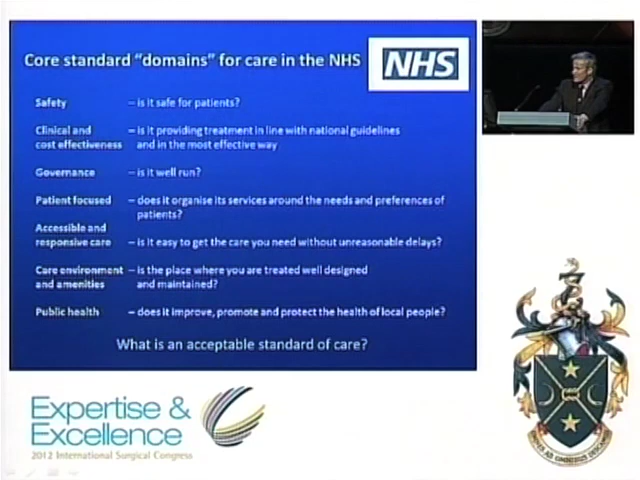 Core standard "domains" for care in the NHS
NHS
Safety – is it safe for patients?
Clinical and – is it providing treatment in line with national guidelines
cost effectiveness and in the most effective way
Governance – is it well run?
Patient focused – does it organise its services around the needs and preferences of
patients?
Accessible and
responsive care – is it easy to get the care you need without unreasonable delays?
Care environment – is the place where you are treated well designed
and amenities and maintained?
Public health – does it improve, promote and protect the health of local people?
What is an acceptable standard of care?
Expertise &
Excellence
2012 International Surgical Congress